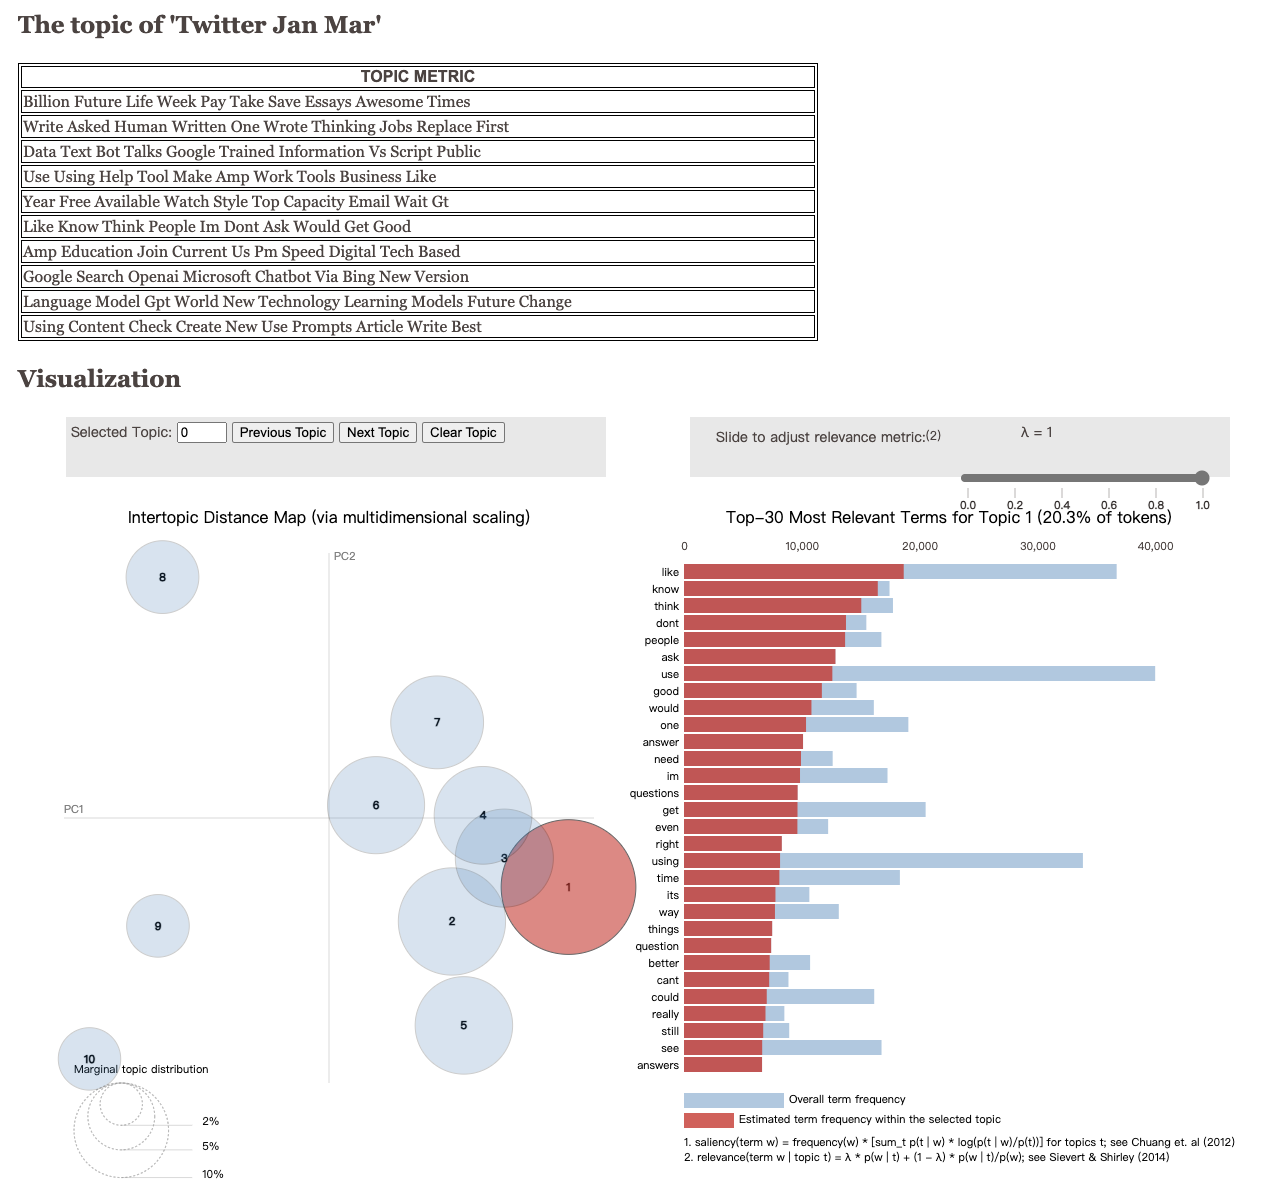 The topic of 'Twitter Jan Mar'
TOPIC METRIC
Billion Future Life Week Pay Take Save Essays Awesome Times
Write Asked Human Written One Wrote Thinking Jobs Replace First
Data Text Bot Talks Google Trained Information Vs Script Public
Use Using Help Tool Make Amp Work Tools Business Like
Year Free Available Watch Style Top Capacity Email Wait Gt
Like Know Think People Im Dont Ask Would Get Good
Amp Education Join Current Us Pm Speed Digital Tech Based
Google Search Openai Microsoft Chatbot Via Bing New Version
Language Model Gpt World New Technology Learning Models Future Change
Using Content Check Create New Use Prompts Article Write Best
Visualization
Selected Topic: 0 Previous Topic Next Topic Clear Topic
Slide to adjust relevance metric:(2)
λ = 1
0.0 0.2 0.4 0.6 0.8 1.0
Intertopic Distance Map (via multidimensional scaling)
PC2
8
7
6
4
PC1
3
1
2
9
5
10
Marginal topic distribution
2%
5%
10%
Top-30 Most Relevant Terms for Topic 1 (20.3% of tokens)
0 10,000 20,000 30,000 40,000
like
know
think
dont
people
ask
use
good
would
one
answer
need
im
questions
get
even
right
using
time
its
way
things
question
better
cant
could
really
still
see
answers
Overall term frequency
Estimated term frequency within the selected topic
1. saliency(term w) = frequency(w) * [sum_t p(t | w) * log(p(t | w)/p(t))] for topics t; see Chuang et. al (2012)
2. relevance(term w | topic t) = λ * p(w | t) + (1 - λ) * p(w | t)/p(w); see Sievert & Shirley (2014)